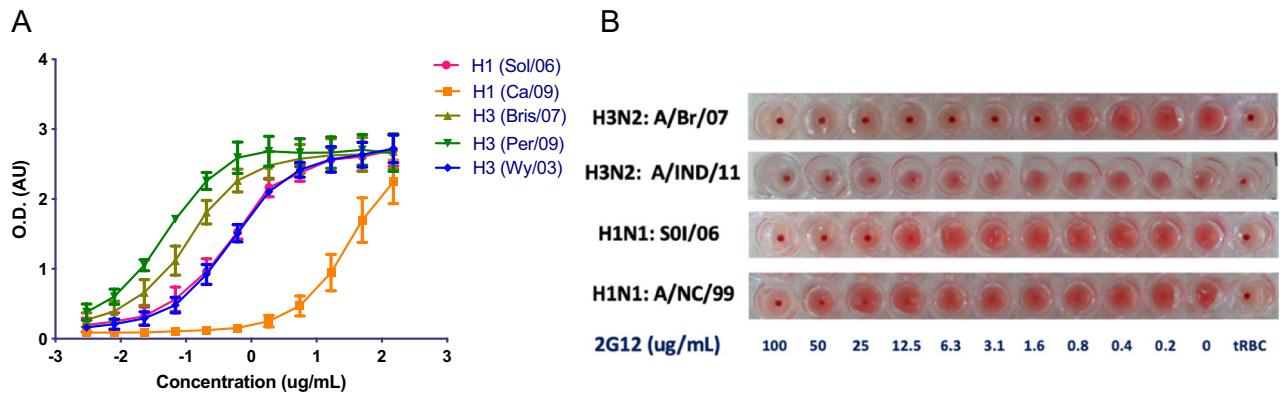 A
O.D. (AU)
4
3
2
1
0
-3 -2 -1 0 1 2 3
Concentration (ug/mL)
H1 (Sol/06)
H1 (Ca/09)
H3 (Bris/07)
H3 (Per/09)
H3 (Wy/03)
B
H3N2: A/Br/07
H3N2: A/IND/11
H1N1: SOI/06
H1N1: A/NC/99
2G12 (ug/mL) 100 50 25 12.5 6.3 3.1 1.6 0.8 0.4 0.2 0 tRBC